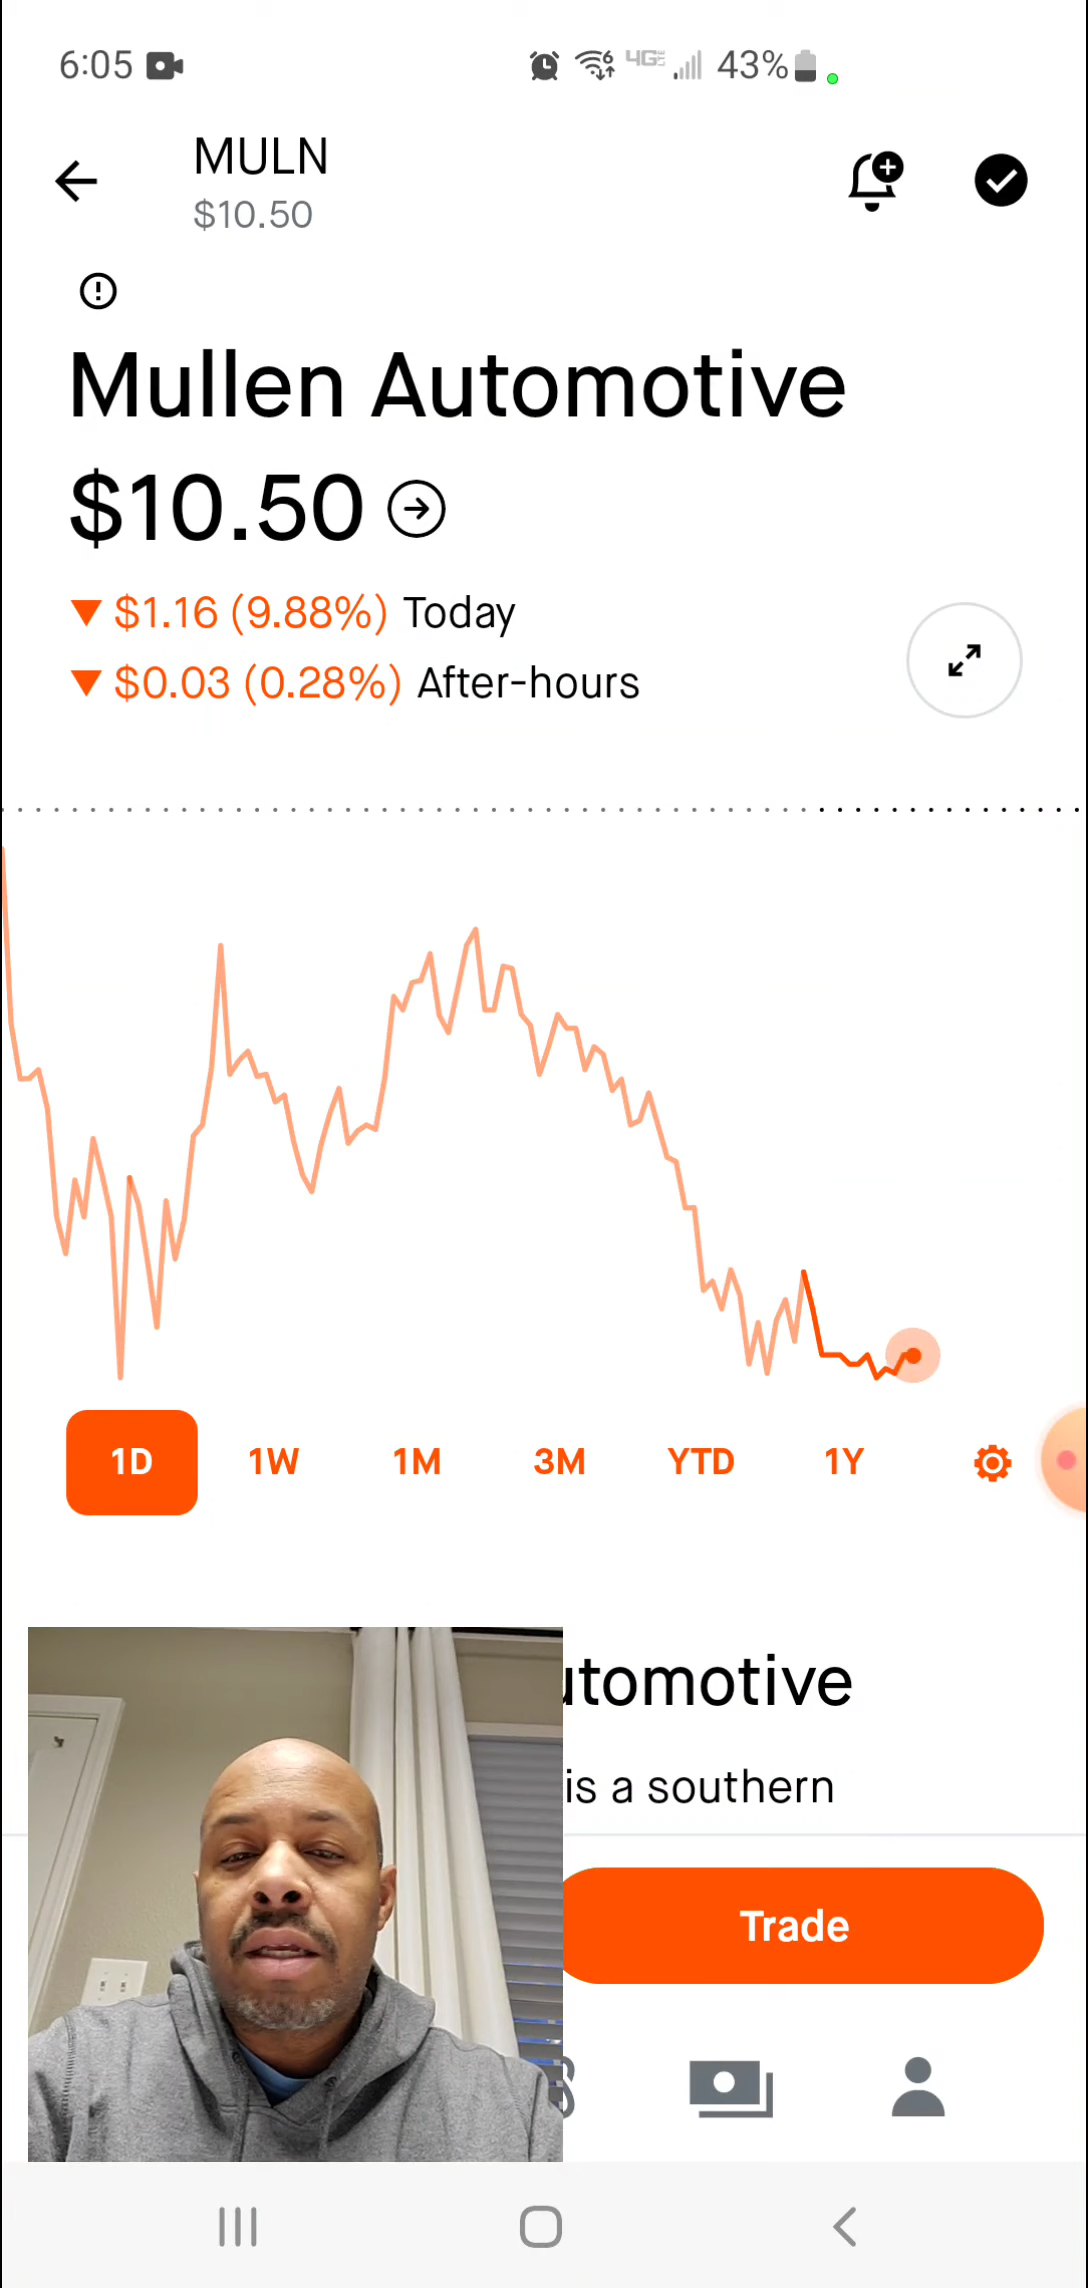 6:05
4GE 43%
MULN
$10.50
Mullen Automotive
$10.50
▼ $1.16 (9.88%) Today
▼ $0.03 (0.28%) After-hours
1D 1W 1M 3M YTD 1Y
utomotive
is a southern
Trade